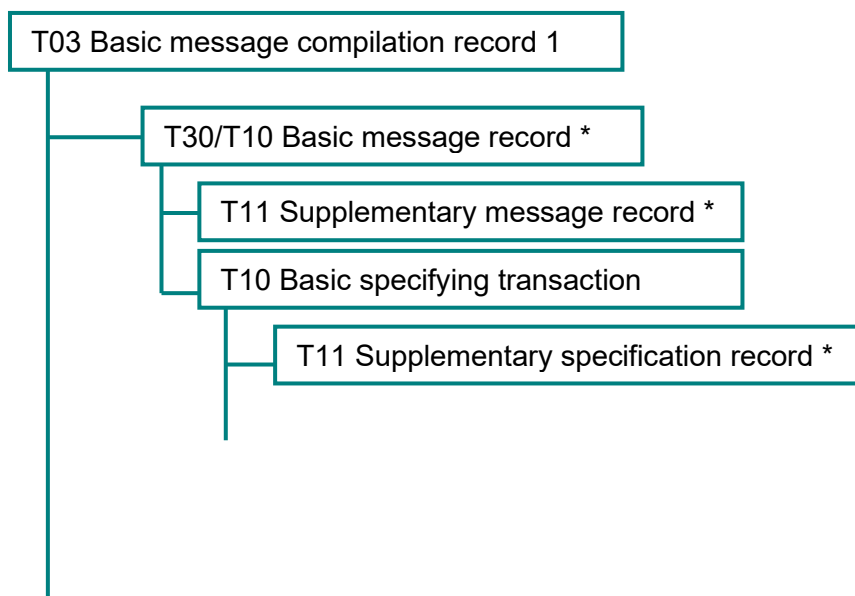 T03 Basic message compilation record 1
T30/T10 Basic message record *
T11 Supplementary message record *
T10 Basic specifying transaction
T11 Supplementary specification record *